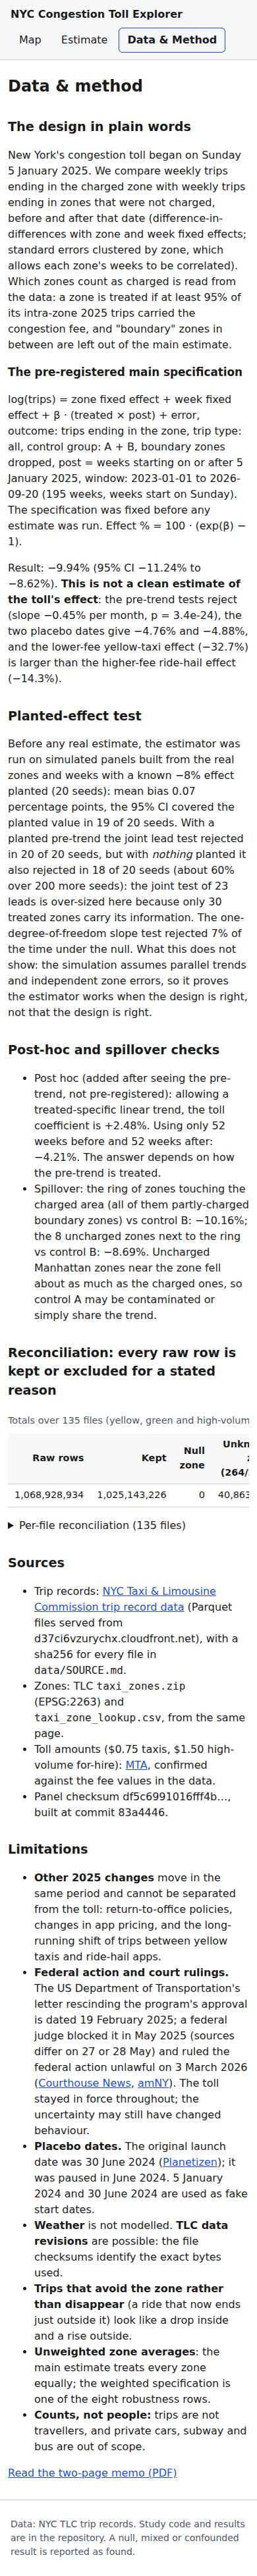 NYC Congestion Toll Explorer
Map Estimate Data & Method
Data & method
The design in plain words
New York's congestion toll began on Sunday
5 January 2025. We compare weekly trips
ending in the charged zone with weekly trips
ending in zones that were not charged,
before and after that date (difference-in-
differences with zone and week fixed effects;
standard errors clustered by zone, which
allows each zone's weeks to be correlated).
Which zones count as charged is read from
the data: a zone is treated if at least 95% of
its intra-zone 2025 trips carried the
congestion fee, and "boundary" zones in
between are left out of the main estimate.
The pre-registered main specification
log(trips) = zone fixed effect + week fixed
effect + β · (treated × post) + error,
outcome: trips ending in the zone, trip type:
all, control group: A + B, boundary zones
dropped, post = weeks starting on or after 5
January 2025, window: 2023-01-01 to 2026-
09-20 (195 weeks, weeks start on Sunday).
The specification was fixed before any
estimate was run. Effect % = 100 · (exp(β) −
1).
Result: −9.94% (95% CI −11.24% to
−8.62%). This is not a clean estimate of
the toll's effect: the pre-trend tests reject
(slope −0.45% per month, p = 3.4e-24), the
two placebo dates give −4.76% and −4.88%,
and the lower-fee yellow-taxi effect (−32.7%)
is larger than the higher-fee ride-hail effect
(−14.3%).
Planted-effect test
Before any real estimate, the estimator was
run on simulated panels built from the real
zones and weeks with a known −8% effect
planted (20 seeds): mean bias 0.07
percentage points, the 95% CI covered the
planted value in 19 of 20 seeds. With a
planted pre-trend the joint lead test rejected
in 20 of 20 seeds, but with nothing planted it
also rejected in 18 of 20 seeds (about 60%
over 200 more seeds): the joint test of 23
leads is over-sized here because only 30
treated zones carry its information. The one-
degree-of-freedom slope test rejected 7% of
the time under the null. What this does not
show: the simulation assumes parallel trends
and independent zone errors, so it proves
the estimator works when the design is right,
not that the design is right.
Post-hoc and spillover checks
• Post hoc (added after seeing the pre-
trend, not pre-registered): allowing a
treated-specific linear trend, the toll
coefficient is +2.48%. Using only 52
weeks before and 52 weeks after:
−4.21%. The answer depends on how
the pre-trend is treated.
• Spillover: the ring of zones touching the
charged area (all of them partly-charged
boundary zones) vs control B: −10.16%;
the 8 uncharged zones next to the ring
vs control B: −8.69%. Uncharged
Manhattan zones near the zone fell
about as much as the charged ones, so
control A may be contaminated or
simply share the trend.
Reconciliation: every raw row is
kept or excluded for a stated
reason
Totals over 135 files (yellow, green and high-volum
Raw rows Kept Null zone Unkn (264/
1,068,928,934 1,025,143,226 0 40,863
▶ Per-file reconciliation (135 files)
Sources
• Trip records: NYC Taxi & Limousine
Commission trip record data (Parquet
files served from
d37ci6vzurychx.cloudfront.net), with a
sha256 for every file in
data/SOURCE.md.
• Zones: TLC taxi_zones.zip
(EPSG:2263) and
taxi_zone_lookup.csv, from the same
page.
• Toll amounts ($0.75 taxis, $1.50 high-
volume for-hire): MTA, confirmed
against the fee values in the data.
• Panel checksum df5c6991016fff4b…,
built at commit 83a4446.
Limitations
• Other 2025 changes move in the
same period and cannot be separated
from the toll: return-to-office policies,
changes in app pricing, and the long-
running shift of trips between yellow
taxis and ride-hail apps.
• Federal action and court rulings.
The US Department of Transportation's
letter rescinding the program's approval
is dated 19 February 2025; a federal
judge blocked it in May 2025 (sources
differ on 27 or 28 May) and ruled the
federal action unlawful on 3 March 2026
(Courthouse News, amNY). The toll
stayed in force throughout; the
uncertainty may still have changed
behaviour.
• Placebo dates. The original launch
date was 30 June 2024 (Planetizen); it
was paused in June 2024. 5 January
2024 and 30 June 2024 are used as fake
start dates.
• Weather is not modelled. TLC data
revisions are possible: the file
checksums identify the exact bytes
used.
• Trips that avoid the zone rather
than disappear (a ride that now ends
just outside it) look like a drop inside
and a rise outside.
• Unweighted zone averages: the
main estimate treats every zone
equally; the weighted specification is
one of the eight robustness rows.
• Counts, not people: trips are not
travellers, and private cars, subway and
bus are out of scope.
Read the two-page memo (PDF)
Data: NYC TLC trip records. Study code and results
are in the repository. A null, mixed or confounded
result is reported as found.